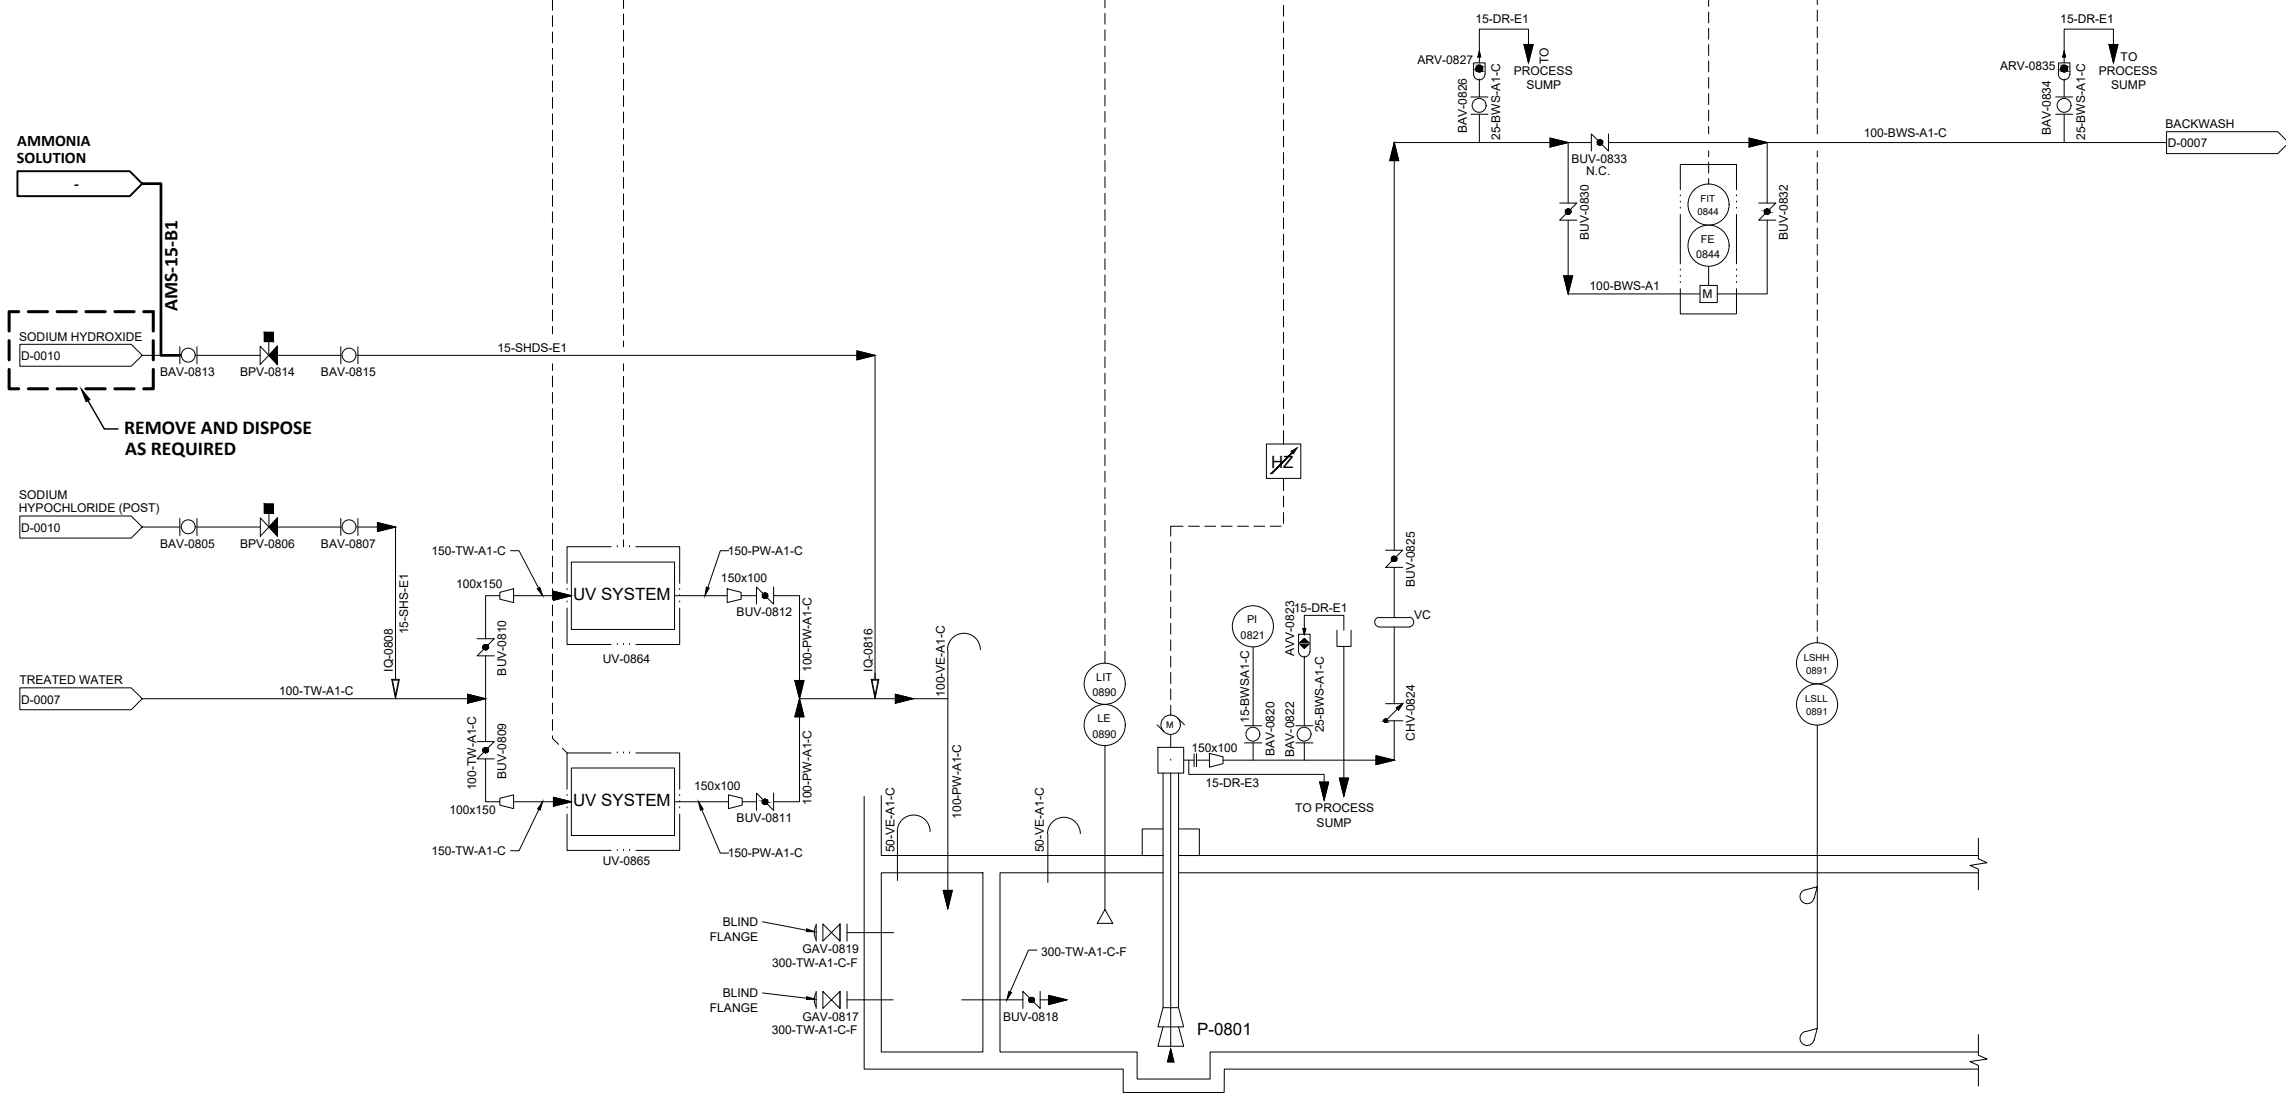 15-DR-E1
ARV-0827
TO
PROCESS
SUMP
BAV-0826
25-BWS-A1-C
15-DR-E1
ARV-0835
TO
PROCESS
SUMP
BAV-0834
25-BWS-A1-C
100-BWS-A1-C
BACKWASH
D-0007
BUV-0833
N.C.
BUV-0830
FIT
0844
FE
0844
M
BUV-0832
100-BWS-A1
AMMONIA
SOLUTION
-
AMS-15-B1
SODIUM HYDROXIDE
D-0010
BAV-0813
BPV-0814
BAV-0815
15-SHDS-E1
REMOVE AND DISPOSE
AS REQUIRED
HZ
SODIUM
HYPOCHLORIDE (POST)
D-0010
BAV-0805
BPV-0806
BAV-0807
15-SHS-E1
IQ-0808
150-TW-A1-C
100x150
UV SYSTEM
UV-0864
150-PW-A1-C
150x100
BUV-0812
100-PW-A1-C
BUV-0810
IQ-0816
100-VE-A1-C
TREATED WATER
D-0007
100-TW-A1-C
100-TW-A1-C
BUV-0809
100x150
150-TW-A1-C
UV SYSTEM
UV-0865
150x100
BUV-0811
150-PW-A1-C
100-PW-A1-C
100-PW-A1-C
LIT
0890
LE
0890
M
150x100
15-DR-E3
PI
0821
15-BWSA1-C
BAV-0820
AVV-0823
15-DR-E1
BAV-0822
25-BWS-A1-C
TO PROCESS
SUMP
BUV-0825
VC
CHV-0824
LSHH
0891
LSLL
0891
50-VE-A1-C
50-VE-A1-C
BLIND
FLANGE
GAV-0819
300-TW-A1-C-F
BLIND
FLANGE
GAV-0817
300-TW-A1-C-F
300-TW-A1-C-F
BUV-0818
P-0801